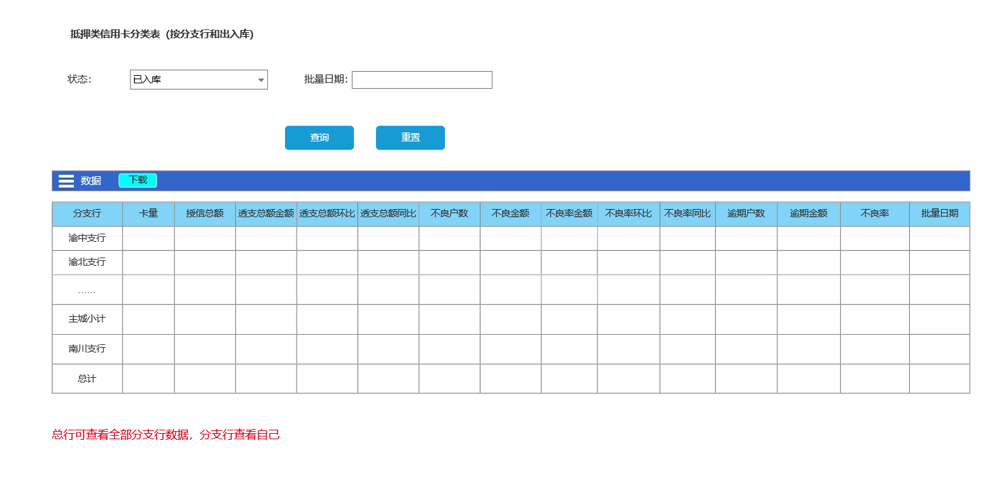 抵押类信用卡分类表（按分支行和出入库)
状态： 已入库 批量日期：
查询 重置
数据 下载
分支行 卡量 授信总额 透支总额金额 透支总额环比 透支总额同比 不良户数 不良金额 不良率金额 不良率环比 不良率同比 逾期户数 逾期金额 不良率 批量日期
渝中支行
渝北支行
……
主城小计
南川支行
总计
总行可查看全部分支行数据，分支行查看自己